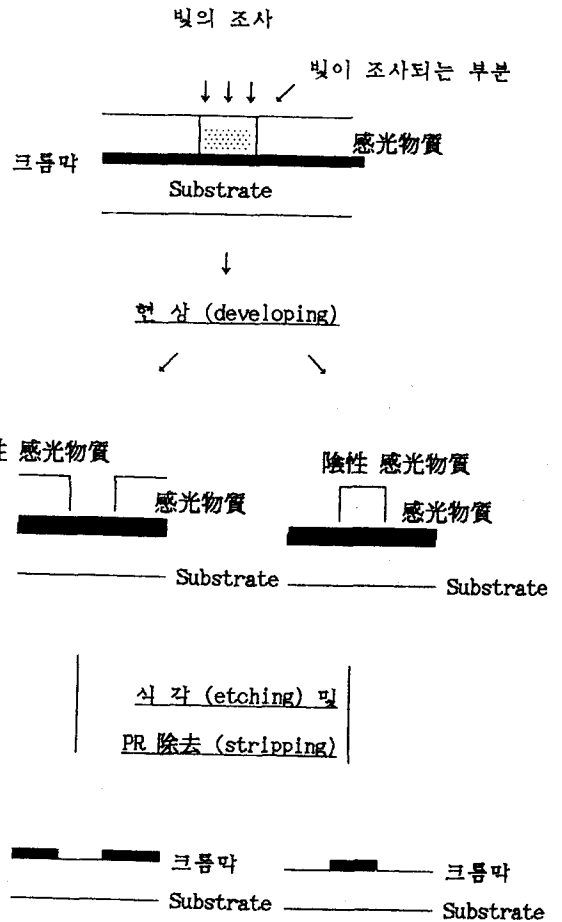 빛의 조사
빛이 조사되는 부분
感光物質
크롬막
Substrate
현 상 (developing)
性 感光物質
陰性 感光物質
感光物質
感光物質
Substrate
Substrate
식 각 (etching) 및
PR 除去 (stripping)
크롬막
크롬막
Substrate
Substrate